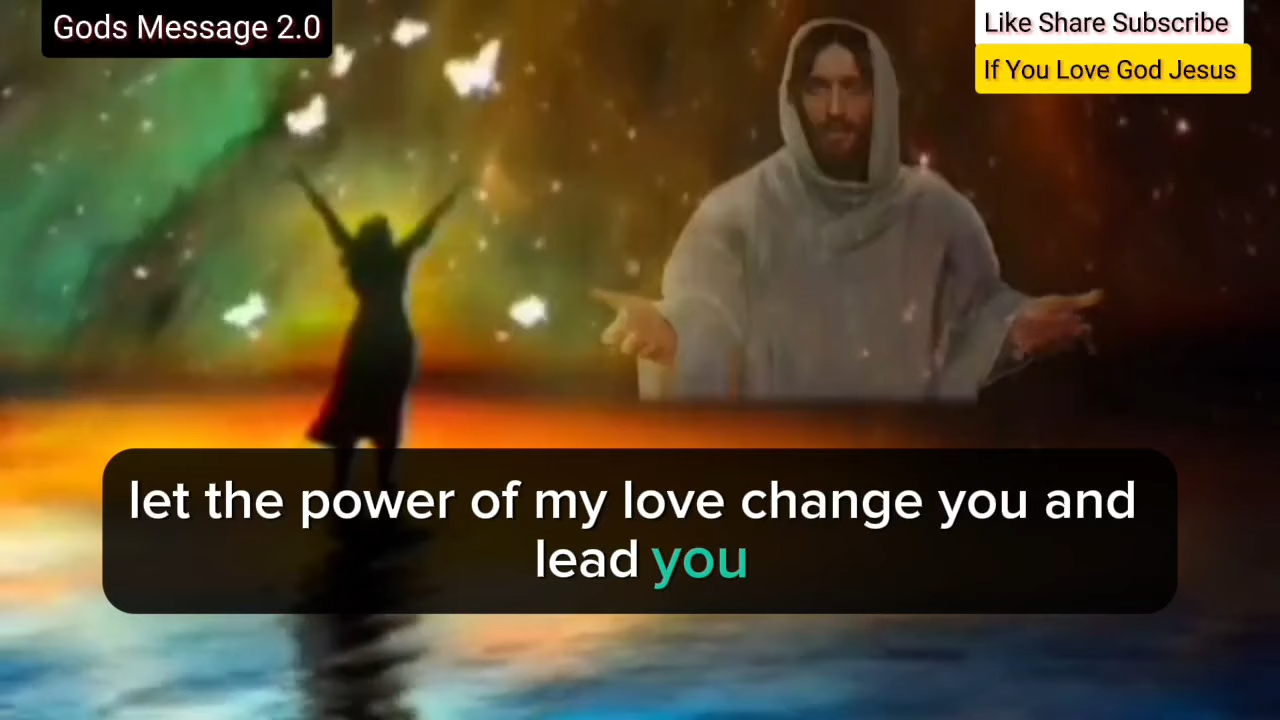 Gods Message 2.0
Like Share Subscribe
If You Love God Jesus
let the power of my love change you and
lead you